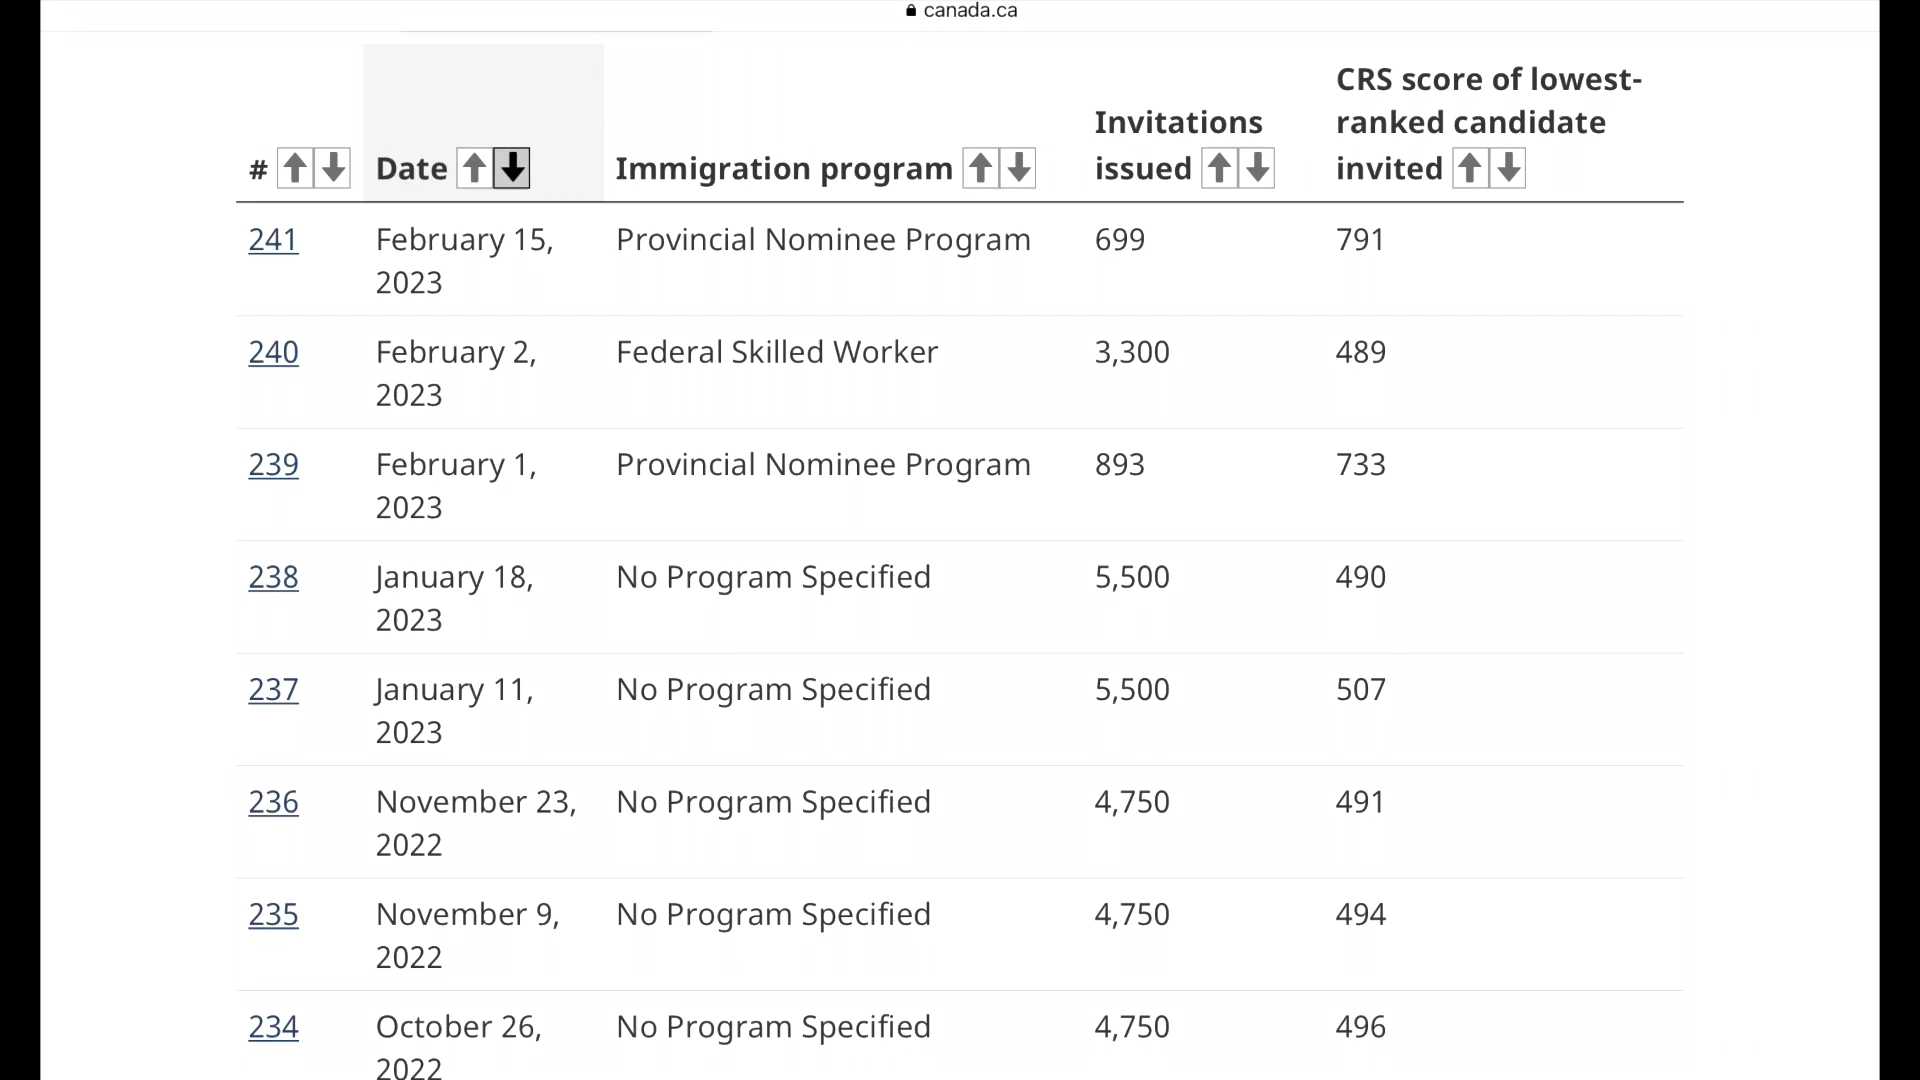 canada.ca
# Date Immigration program Invitations issued CRS score of lowest-ranked candidate invited
241 February 15, 2023 Provincial Nominee Program 699 791
240 February 2, 2023 Federal Skilled Worker 3,300 489
239 February 1, 2023 Provincial Nominee Program 893 733
238 January 18, 2023 No Program Specified 5,500 490
237 January 11, 2023 No Program Specified 5,500 507
236 November 23, 2022 No Program Specified 4,750 491
235 November 9, 2022 No Program Specified 4,750 494
234 October 26, 2022 No Program Specified 4,750 496